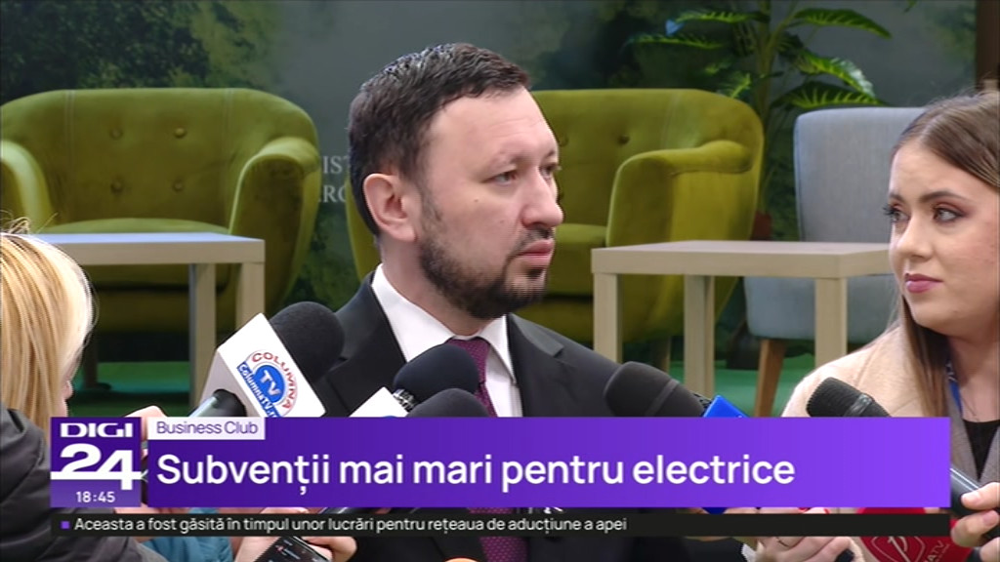 COLUMNA
TV
DIGI
24
18:45
Business Club
Subvenții mai mari pentru electrice
Aceasta a fost găsită în timpul unor lucrări pentru rețeaua de aducțiune a apei